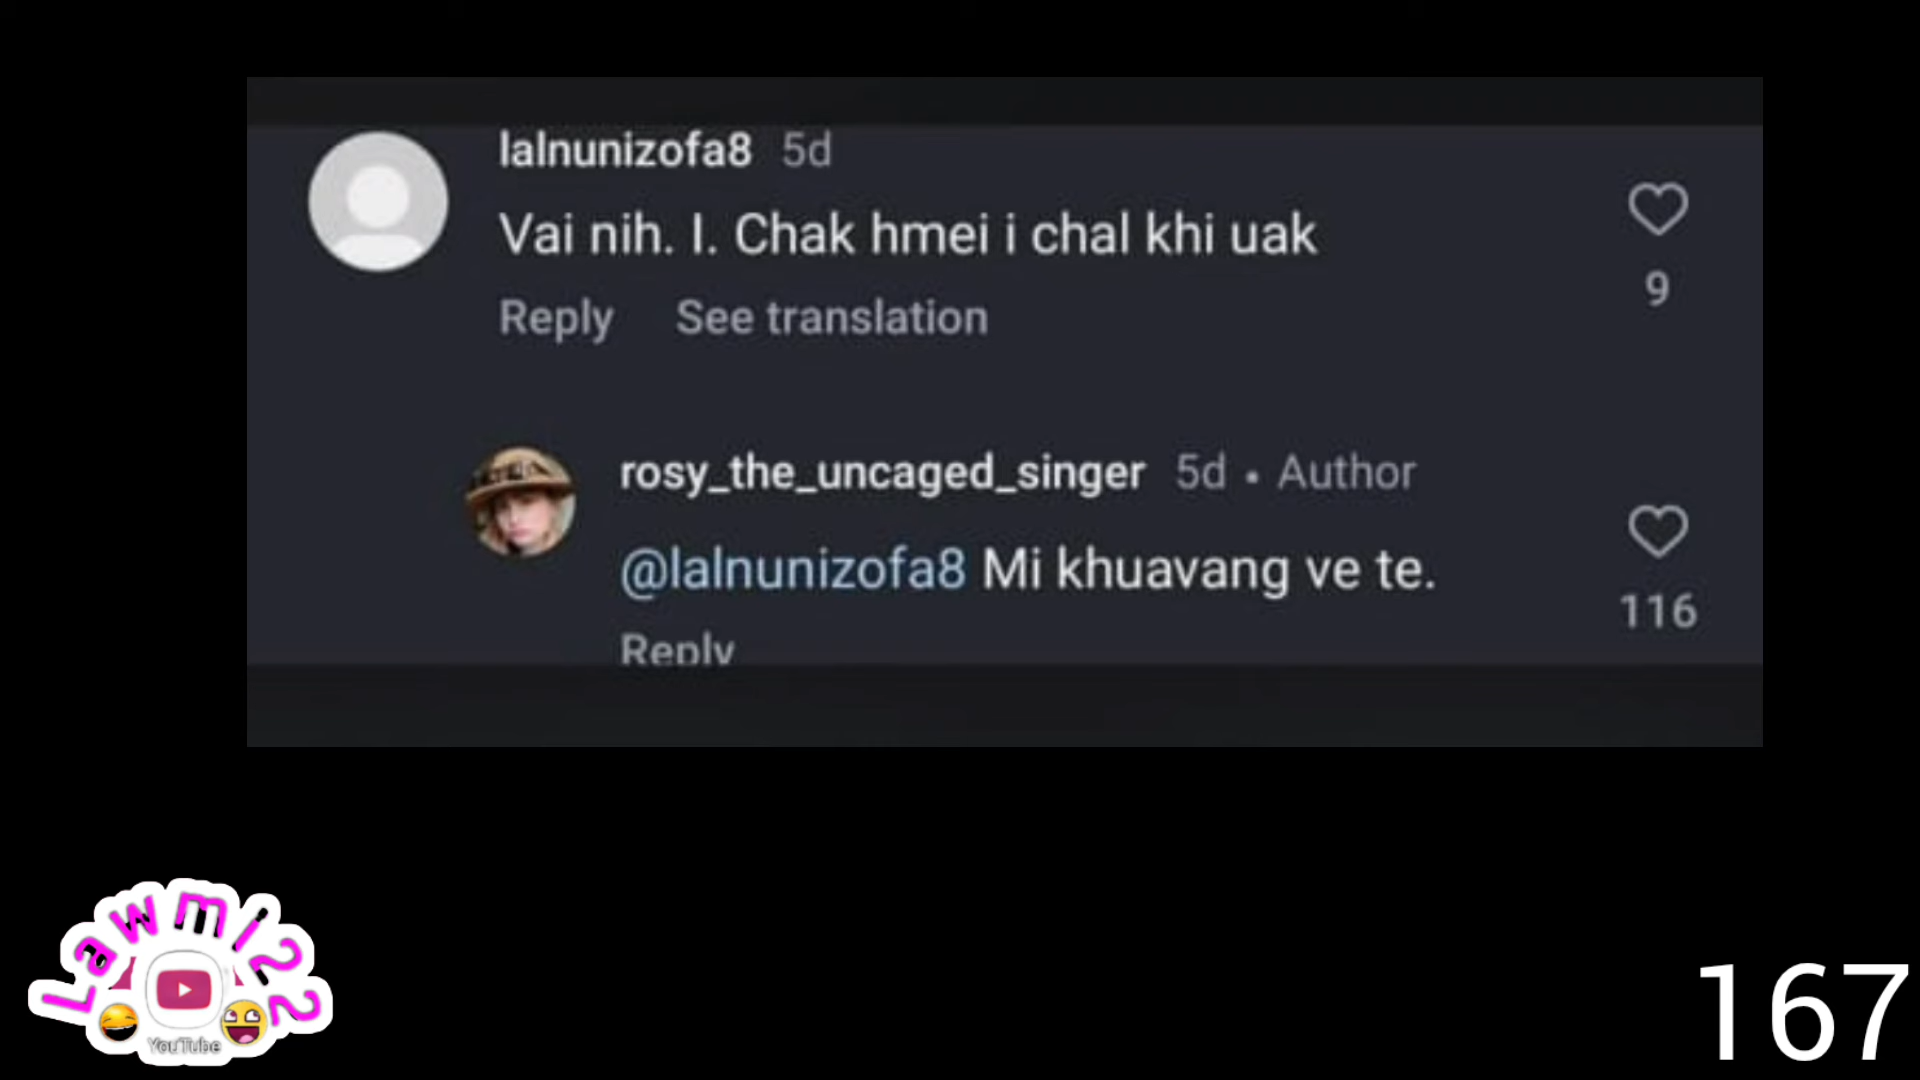 lalnunizofa8 5d
Vai nih. I. Chak hmei i chal khi uak
9
Reply See translation
rosy_the_uncaged_singer 5d • Author
@lalnunizofa8 Mi khuavang ve te.
116
Reply
Lawmi22
YouTube
167